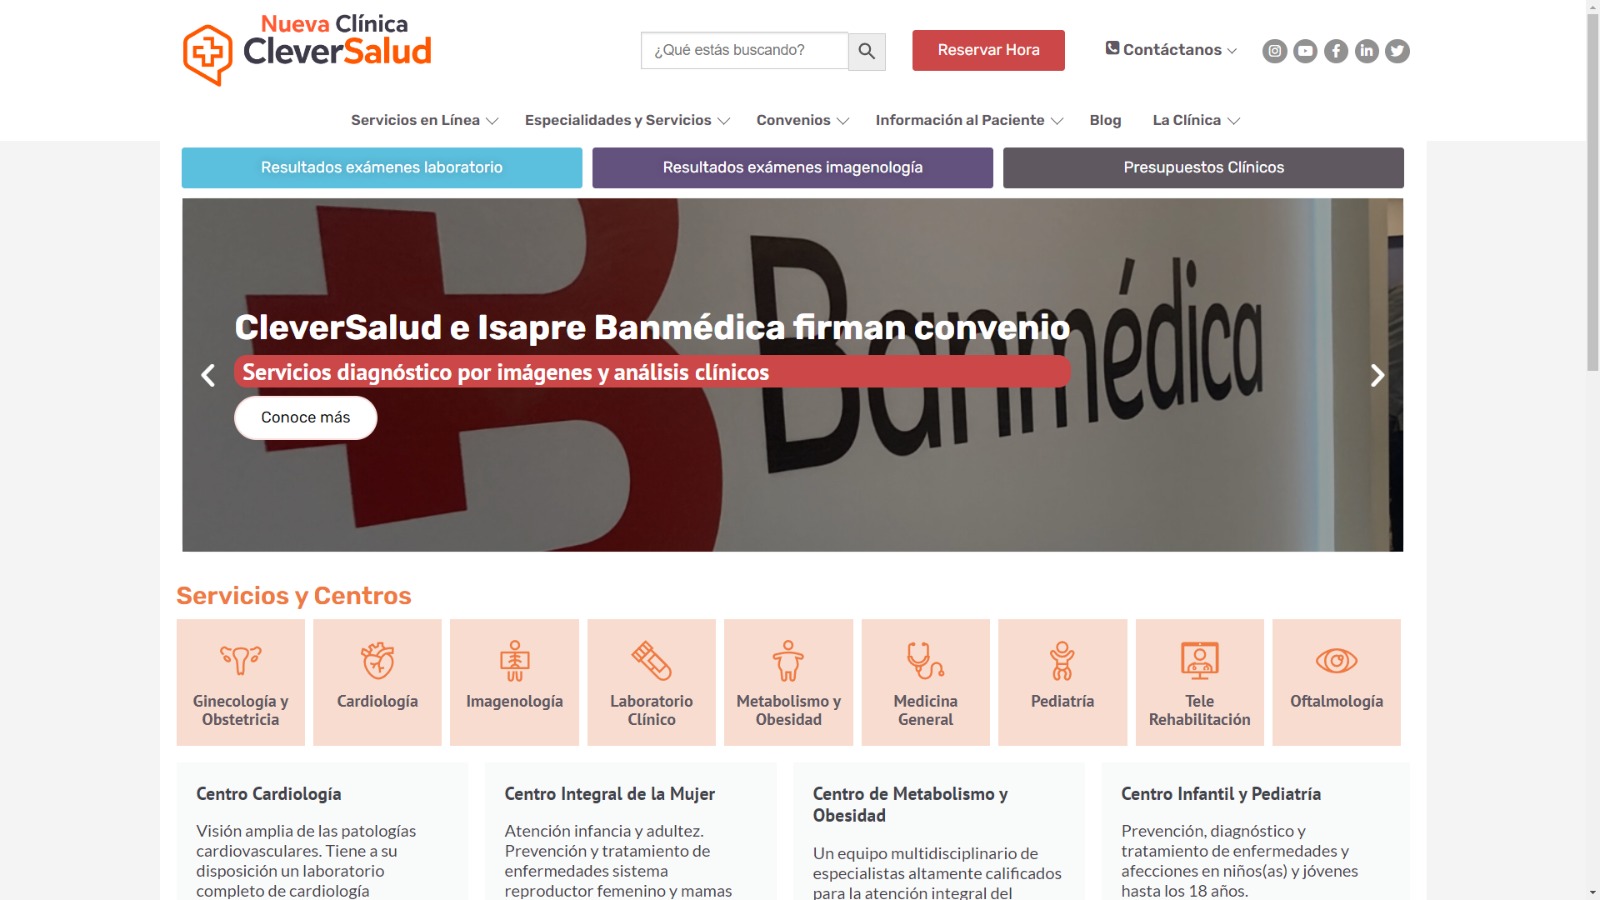 Nueva Clínica
CleverSalud
¿Qué estás buscando?
Reservar Hora
Contáctanos
Servicios en Línea
Especialidades y Servicios
Convenios
Información al Paciente
Blog
La Clínica
Resultados exámenes laboratorio
Resultados exámenes imagenología
Presupuestos Clínicos
Banmédica
CleverSalud e Isapre Banmédica firman convenio
Servicios diagnóstico por imágenes y análisis clínicos
Conoce más
Servicios y Centros
Ginecología y
Obstetricia
Cardiología
Imagenología
Laboratorio
Clínico
Metabolismo y
Obesidad
Medicina
General
Pediatría
Tele
Rehabilitación
Oftalmología
Centro Cardiología
Visión amplia de las patologías
cardiovasculares. Tiene a su
disposición un laboratorio
completo de cardiología
Centro Integral de la Mujer
Atención infancia y adultez.
Prevención y tratamiento de
enfermedades sistema
reproductor femenino y mamas
Centro de Metabolismo y
Obesidad
Un equipo multidisciplinario de
especialistas altamente calificados
para la atención integral del
Centro Infantil y Pediatría
Prevención, diagnóstico y
tratamiento de enfermedades y
afecciones en niños(as) y jóvenes
hasta los 18 años.